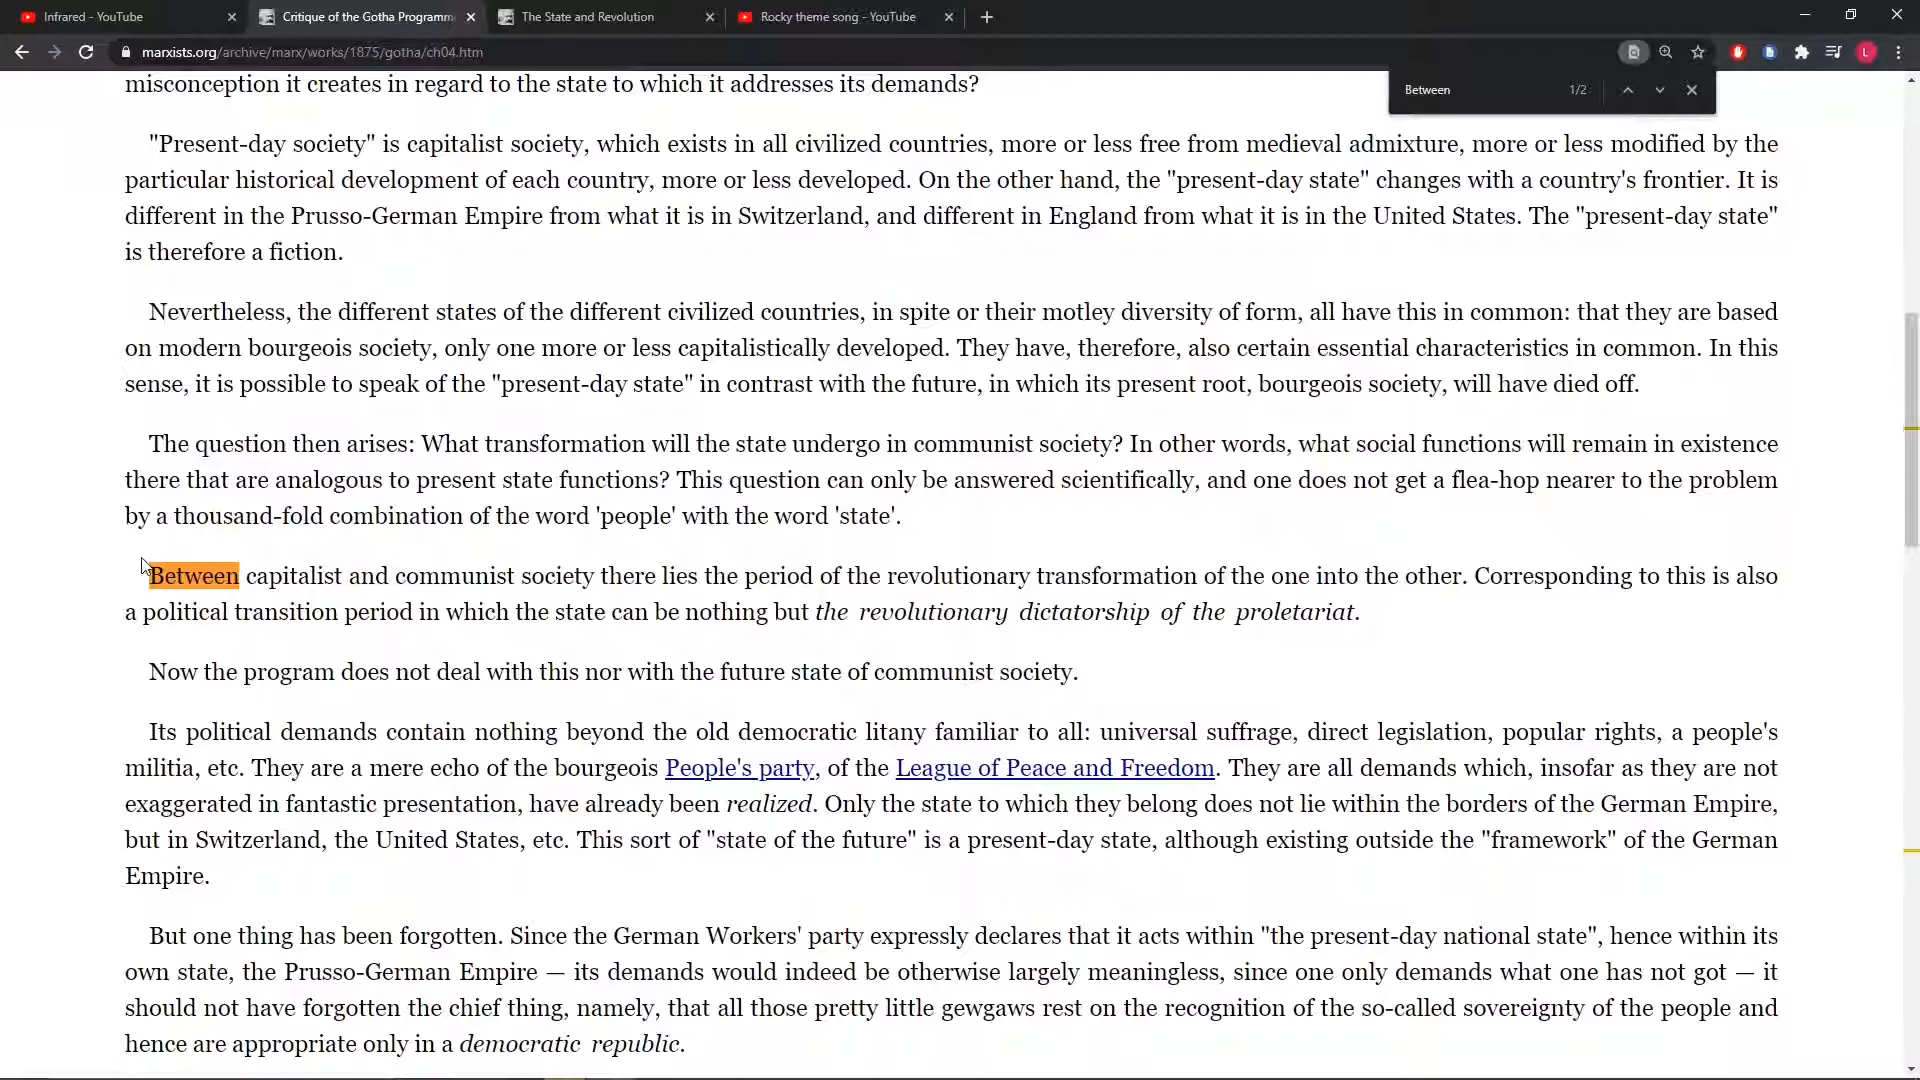 Infrared - YouTube
Critique of the Gotha Programm
The State and Revolution
Rocky theme song - YouTube
marxists.org/archive/marx/works/1875/gotha/ch04.htm
L
Between 1/2
misconception it creates in regard to the state to which it addresses its demands?
"Present-day society" is capitalist society, which exists in all civilized countries, more or less free from medieval admixture, more or less modified by the
particular historical development of each country, more or less developed. On the other hand, the "present-day state" changes with a country's frontier. It is
different in the Prusso-German Empire from what it is in Switzerland, and different in England from what it is in the United States. The "present-day state"
is therefore a fiction.
Nevertheless, the different states of the different civilized countries, in spite or their motley diversity of form, all have this in common: that they are based
on modern bourgeois society, only one more or less capitalistically developed. They have, therefore, also certain essential characteristics in common. In this
sense, it is possible to speak of the "present-day state" in contrast with the future, in which its present root, bourgeois society, will have died off.
The question then arises: What transformation will the state undergo in communist society? In other words, what social functions will remain in existence
there that are analogous to present state functions? This question can only be answered scientifically, and one does not get a flea-hop nearer to the problem
by a thousand-fold combination of the word 'people' with the word 'state'.
Between capitalist and communist society there lies the period of the revolutionary transformation of the one into the other. Corresponding to this is also
a political transition period in which the state can be nothing but the revolutionary dictatorship of the proletariat.
Now the program does not deal with this nor with the future state of communist society.
Its political demands contain nothing beyond the old democratic litany familiar to all: universal suffrage, direct legislation, popular rights, a people's
militia, etc. They are a mere echo of the bourgeois People's party, of the League of Peace and Freedom. They are all demands which, insofar as they are not
exaggerated in fantastic presentation, have already been realized. Only the state to which they belong does not lie within the borders of the German Empire,
but in Switzerland, the United States, etc. This sort of "state of the future" is a present-day state, although existing outside the "framework" of the German
Empire.
But one thing has been forgotten. Since the German Workers' party expressly declares that it acts within "the present-day national state", hence within its
own state, the Prusso-German Empire — its demands would indeed be otherwise largely meaningless, since one only demands what one has not got — it
should not have forgotten the chief thing, namely, that all those pretty little gewgaws rest on the recognition of the so-called sovereignty of the people and
hence are appropriate only in a democratic republic.